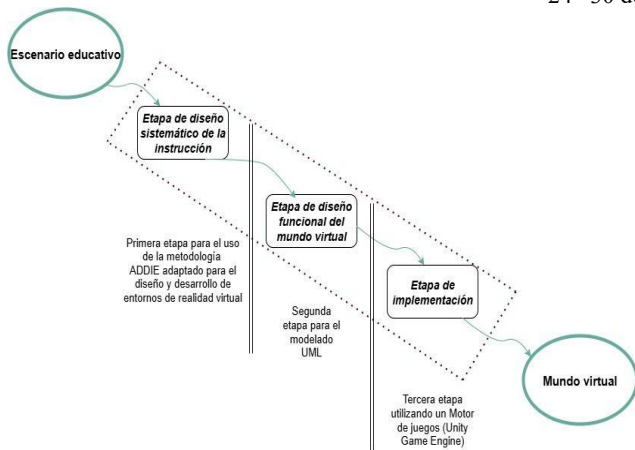 24 - 30 d
Escenario educativo
Etapa de diseño
sistemático de la
instrucción
Etapa de diseño
funcional del
mundo virtual
Primera etapa para el uso
de la metodología
ADDIE adaptado para el
diseño y desarrollo de
entornos de realidad virtual
Etapa de
implementación
Segunda
etapa para el
modelado
UML
Mundo virtual
Tercera etapa
utilizando un Motor
de juegos (Unity
Game Engine)